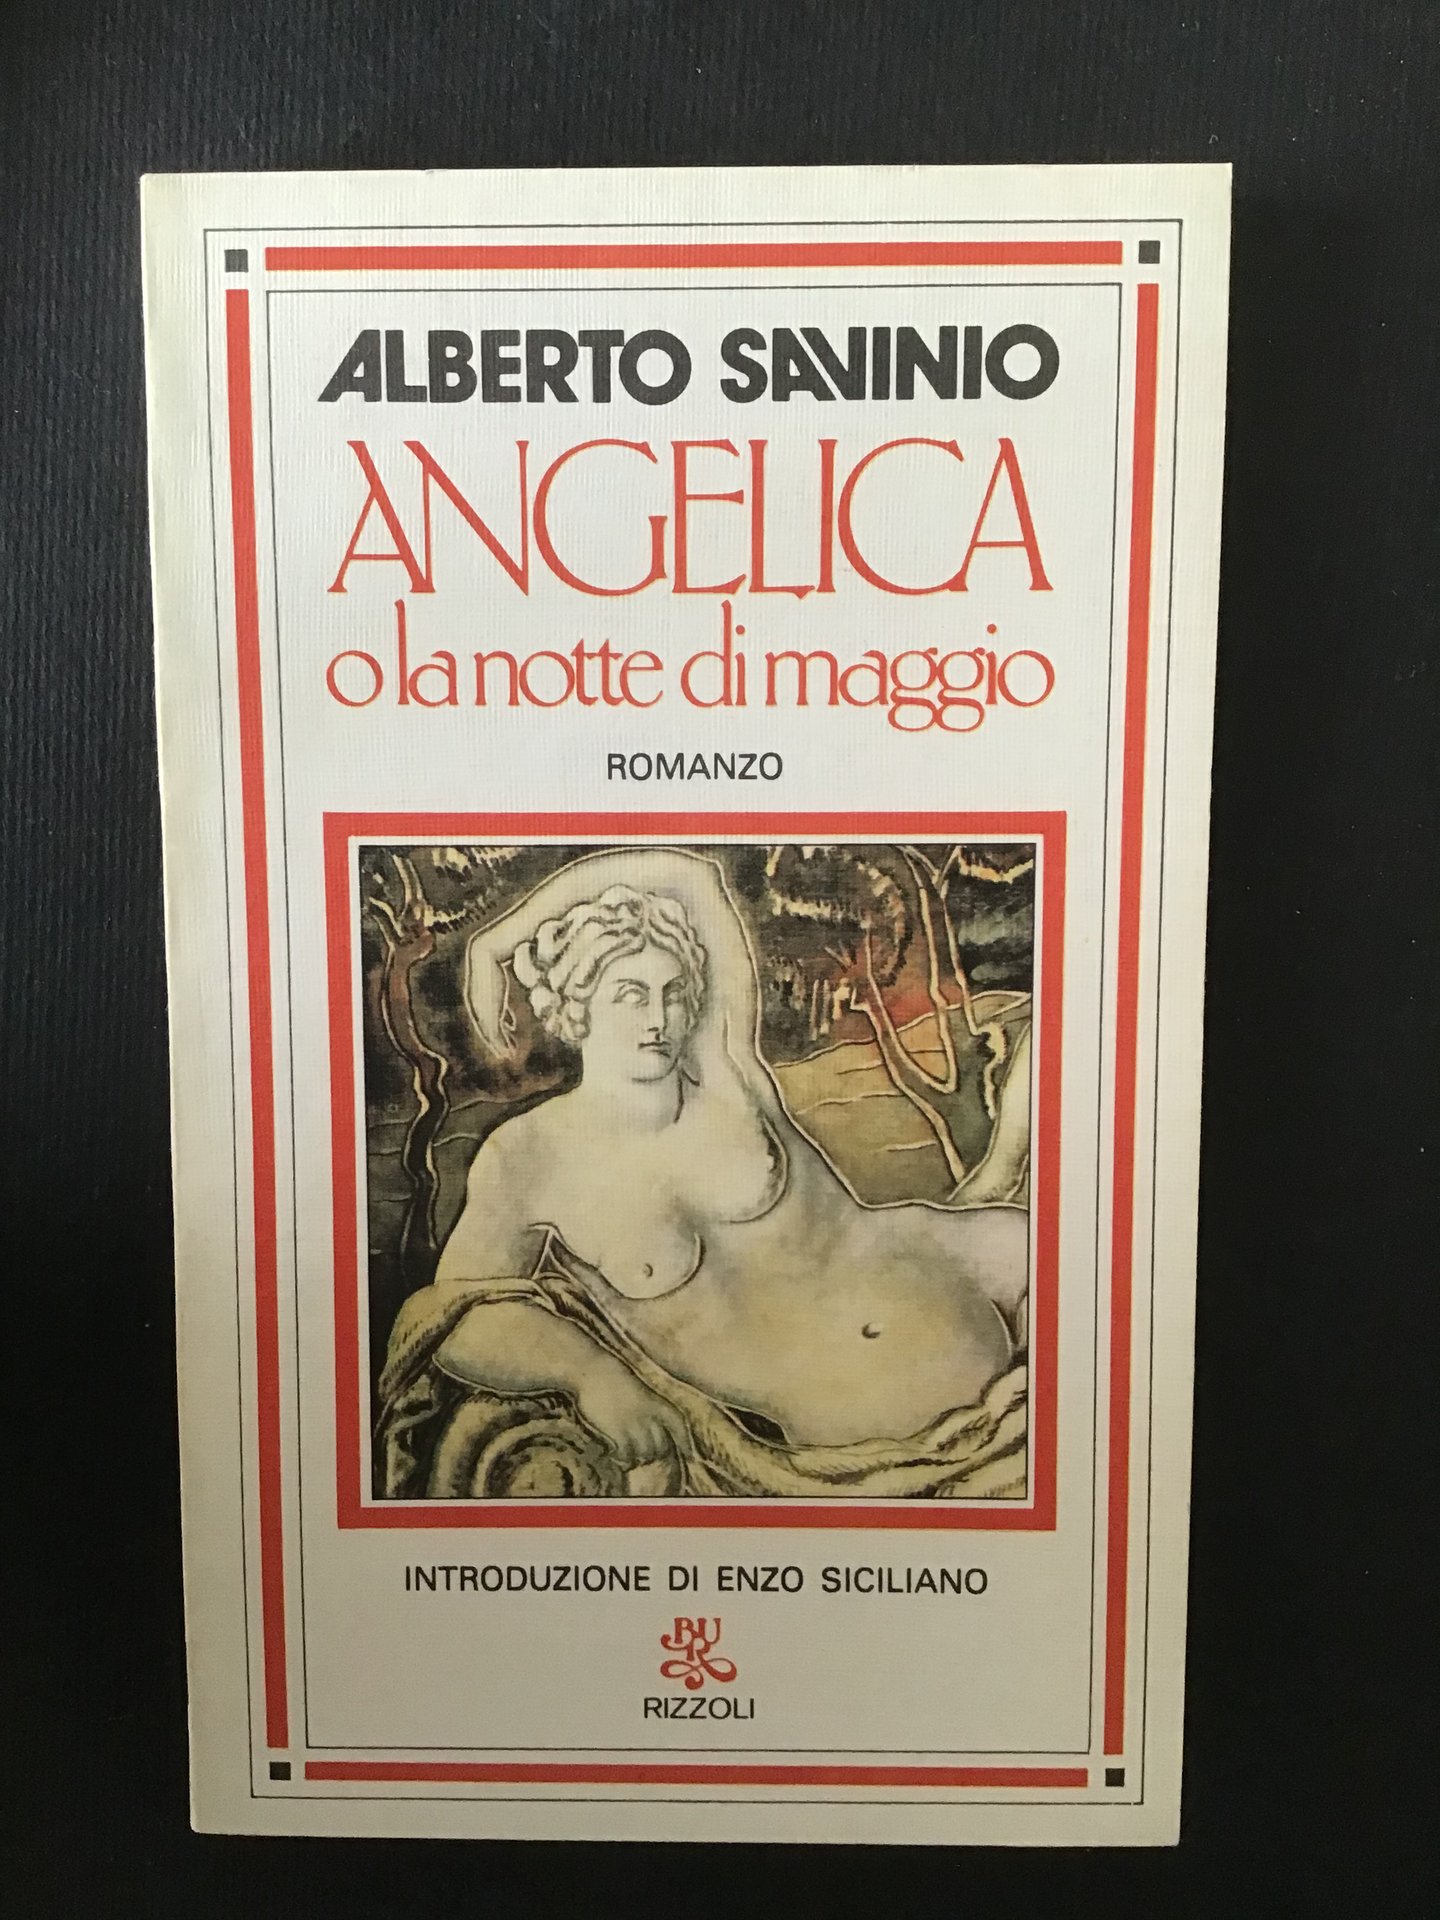 ALBERTO SAVINIO
ANGELICA
o la notte di maggio
ROMANZO
INTRODUZIONE DI ENZO SICILIANO
BUR
RIZZOLI